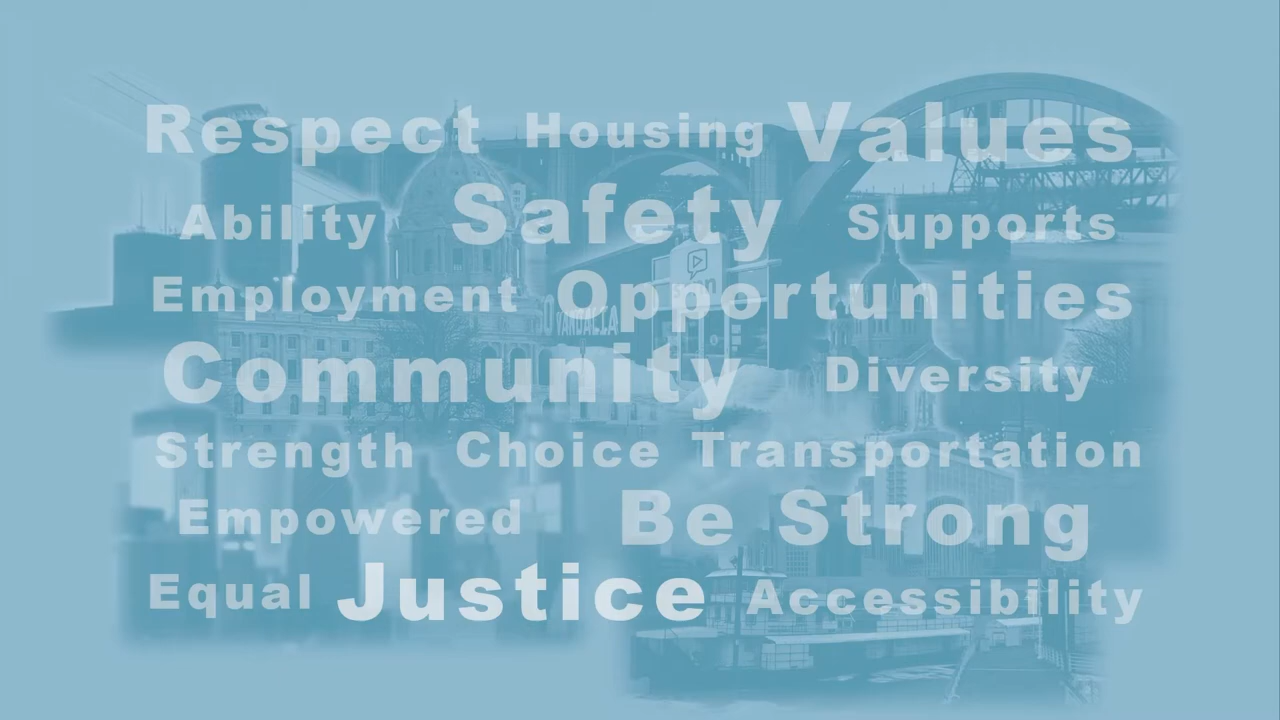 Respect Housing Values
Ability Safety Supports
Employment Opportunities
VANDALIA
Community Diversity
Strength Choice Transportation
Empowered Be Strong
Equal Justice Accessibility